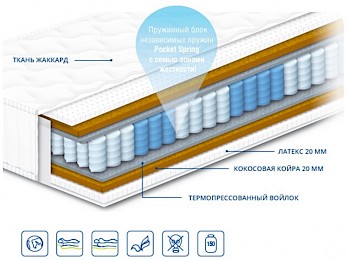 Пружинный блок
независимых пружин
Pocket Spring
с семью зонами
жесткости!
ТКАНЬ ЖАККАРД
ЛАТЕКС 20 ММ
КОКОСОВАЯ КОЙРА 20 ММ
ТЕРМОПРЕССОВАННЫЙ ВОЙЛОК
150